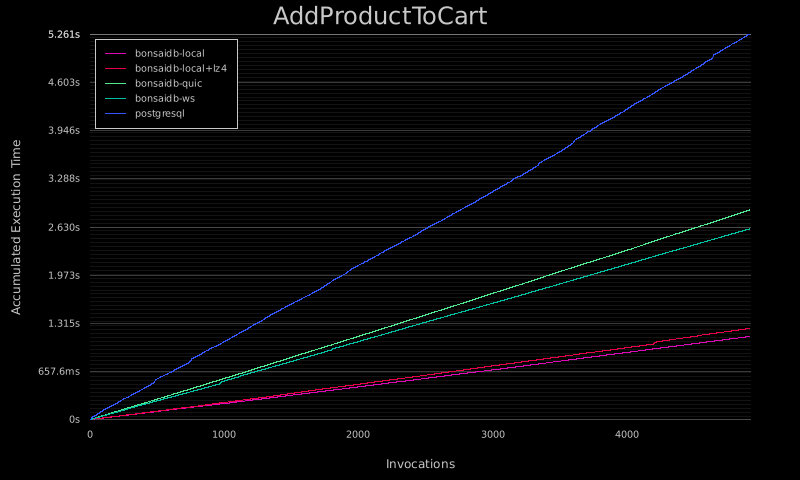 AddProductToCart
5.261s
4.603s
3.946s
3.288s
2.630s
1.973s
1.315s
657.6ms
0s
Accumulated Execution Time
bonsaidb-local
bonsaidb-local+lz4
bonsaidb-quic
bonsaidb-ws
postgresql
0 1000 2000 3000 4000
Invocations